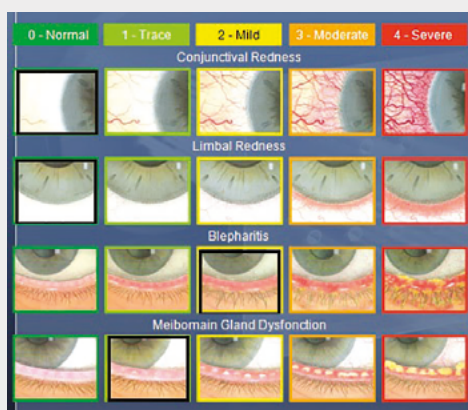 0 - Normal 1 - Trace 2 - Mild 3 - Moderate 4 - Severe
Conjunctival Redness
Limbal Redness
Blepharitis
Meibomain Gland Dysfonction